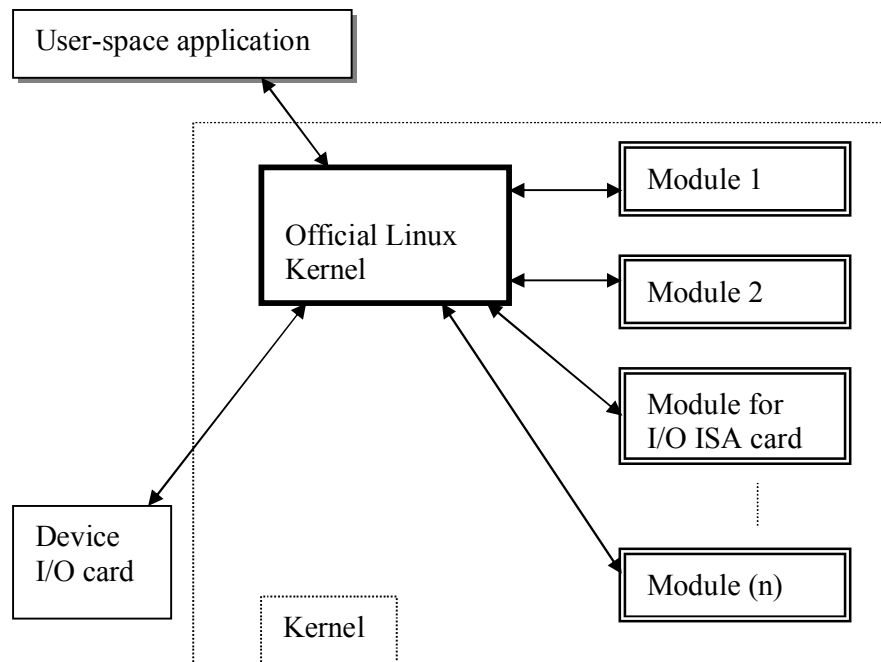 User-space application
Module 1
Official Linux
Kernel
Module 2
Module for
I/O ISA card
Device
I/O card
Module (n)
Kernel